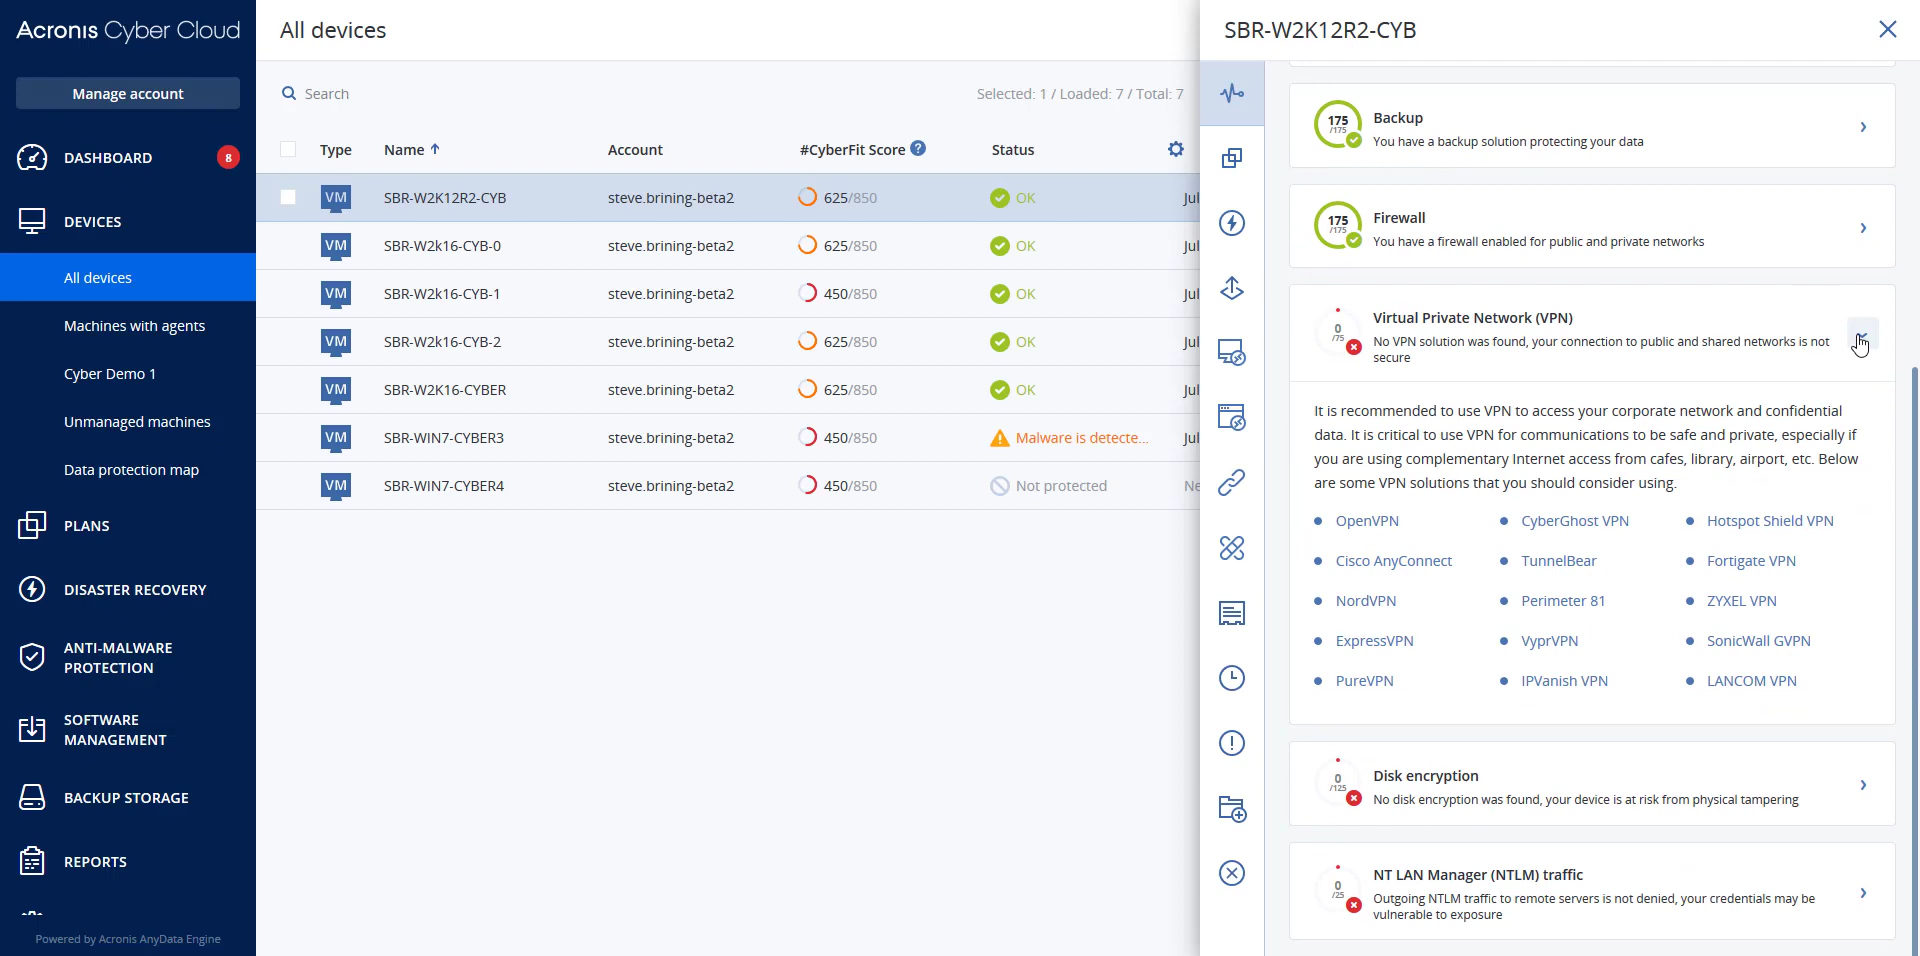 Acronis Cyber Cloud
Manage account
DASHBOARD
8
DEVICES
All devices
Machines with agents
Cyber Demo 1
Unmanaged machines
Data protection map
PLANS
DISASTER RECOVERY
ANTI-MALWARE
PROTECTION
SOFTWARE
MANAGEMENT
BACKUP STORAGE
REPORTS
Powered by Acronis AnyData Engine
All devices
Search
Selected: 1 / Loaded: 7 / Total: 7
Type Name Account #CyberFit Score ? Status
VM SBR-W2K12R2-CYB steve.brining-beta2 625/850 OK Jul
VM SBR-W2k16-CYB-0 steve.brining-beta2 625/850 OK Jul
VM SBR-W2k16-CYB-1 steve.brining-beta2 450/850 OK Jul
VM SBR-W2k16-CYB-2 steve.brining-beta2 625/850 OK Jul
VM SBR-W2K16-CYBER steve.brining-beta2 625/850 OK Jul
VM SBR-WIN7-CYBER3 steve.brining-beta2 450/850 Malware is detecte... Jul
VM SBR-WIN7-CYBER4 steve.brining-beta2 450/850 Not protected Ne
SBR-W2K12R2-CYB
175
/175
Backup
You have a backup solution protecting your data
175
/175
Firewall
You have a firewall enabled for public and private networks
0
/75
Virtual Private Network (VPN)
No VPN solution was found, your connection to public and shared networks is not
secure
It is recommended to use VPN to access your corporate network and confidential
data. It is critical to use VPN for communications to be safe and private, especially if
you are using complementary Internet access from cafes, library, airport, etc. Below
are some VPN solutions that you should consider using.
OpenVPN CyberGhost VPN Hotspot Shield VPN
Cisco AnyConnect TunnelBear Fortigate VPN
NordVPN Perimeter 81 ZYXEL VPN
ExpressVPN VyprVPN SonicWall GVPN
PureVPN IPVanish VPN LANCOM VPN
0
/125
Disk encryption
No disk encryption was found, your device is at risk from physical tampering
0
/25
NT LAN Manager (NTLM) traffic
Outgoing NTLM traffic to remote servers is not denied, your credentials may be
vulnerable to exposure